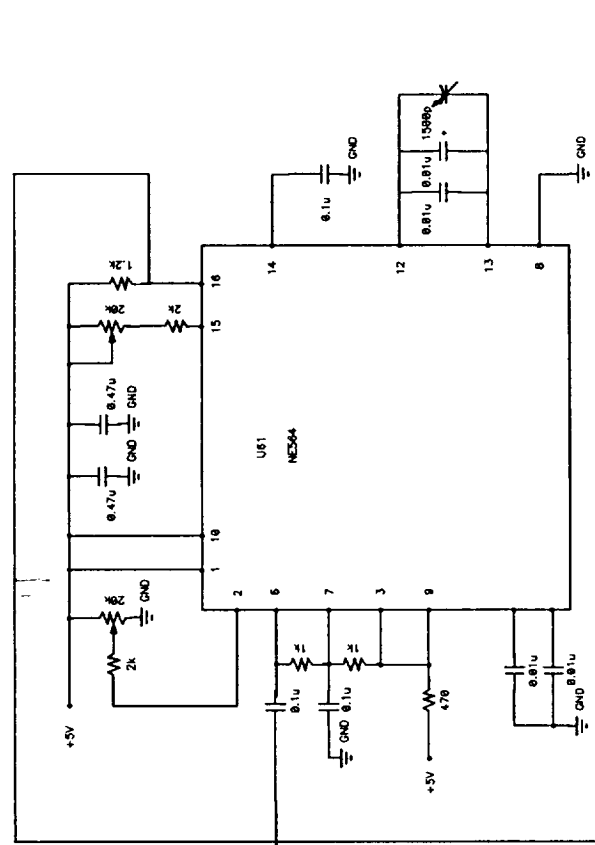 +5V
2k
20k
GND
0.47u
GND
0.47u
GND
20k
2k
1.2k
1
10
15
16
U61
NE564
2
6
7
3
9
14
12
13
8
0.1u
GND
0.01u
0.01u
+
1500p
GND
0.1u
0.1u
GND
1k
1k
470
+5V
0.01u
0.01u
GND